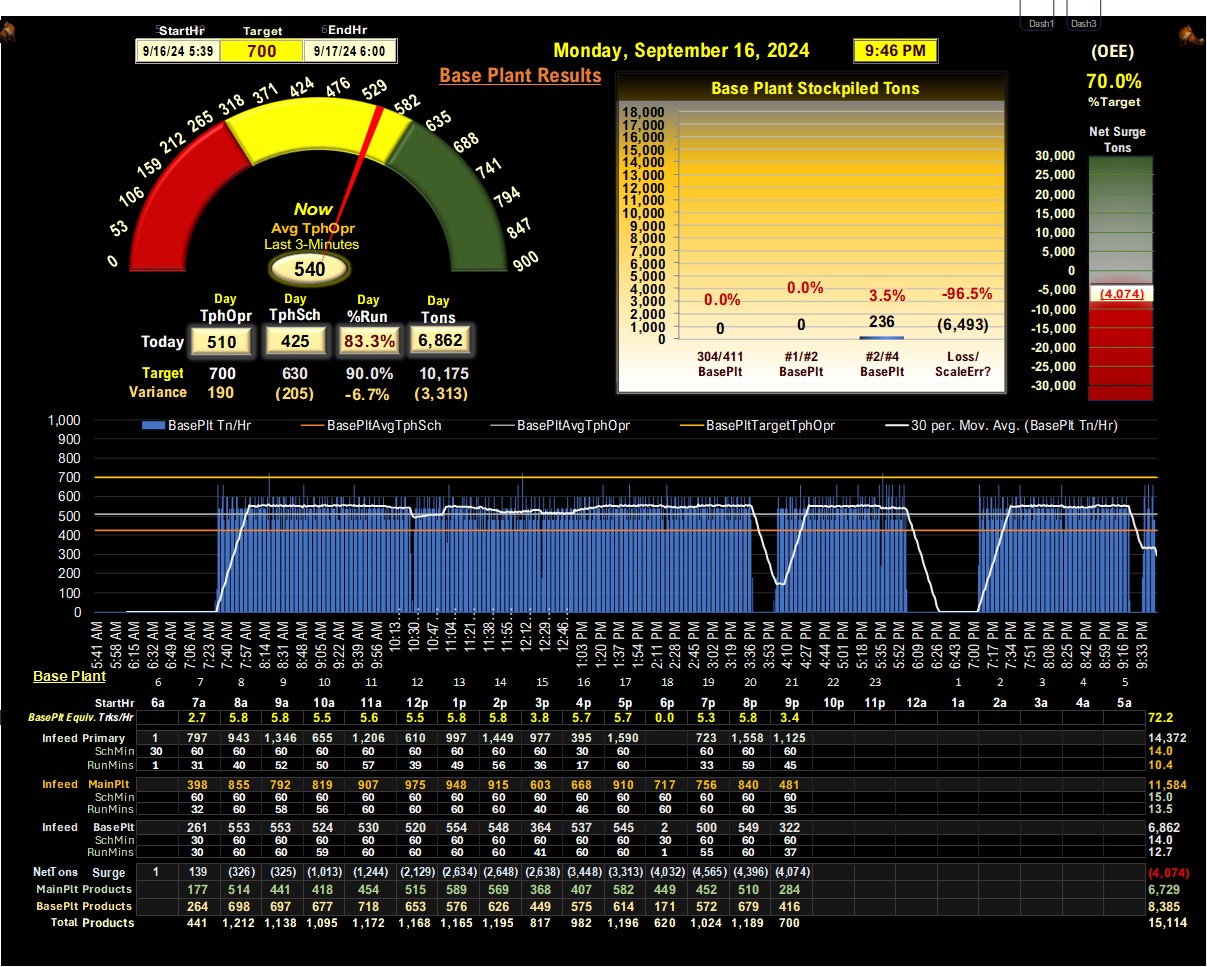 Dash1 Dash3
StartHr Target EndHr
9/16/24 5:39 700 9/17/24 6:00
Monday, September 16, 2024 9:46 PM
Base Plant Results
(OEE)
70.0%
%Target
Net Surge
Tons
0 53 106 159 212 265 318 371 424 476 529 582 635 688 741 794 847 900
Now
Avg TphOpr
Last 3-Minutes
540
Day Day Day Day
TphOpr TphSch %Run Tons
Today 510 425 83.3% 6,862
Target 700 630 90.0% 10,175
Variance 190 (205) -6.7% (3,313)
Base Plant Stockpiled Tons
18,000
17,000
16,000
15,000
14,000
13,000
12,000
11,000
10,000
9,000
8,000
7,000
6,000
5,000
4,000
3,000
2,000
1,000
0
0.0% 0.0% 3.5% -96.5%
0 0 236 (6,493)
304/411 #1/#2 #2/#4 Loss/
BasePlt BasePlt BasePlt ScaleErr?
30,000
25,000
20,000
15,000
10,000
5,000
0
-5,000
-10,000
-15,000
-20,000
-25,000
-30,000
(4,074)
BasePlt Tn/Hr BasePltAvgTphSch BasePltAvgTphOpr BasePltTargetTphOpr 30 per. Mov. Avg. (BasePlt Tn/Hr)
1,000
900
800
700
600
500
400
300
200
100
0
5:41 AM 5:58 AM 6:15 AM 6:32 AM 6:49 AM 7:06 AM 7:23 AM 7:40 AM 7:57 AM 8:14 AM 8:31 AM 8:48 AM 9:05 AM 9:22 AM 9:39 AM 9:56 AM 10:13... 10:30... 10:47... 11:04... 11:21... 11:38... 11:55... 12:12... 12:29... 12:46... 1:03 PM 1:20 PM 1:37 PM 1:54 PM 2:11 PM 2:28 PM 2:45 PM 3:02 PM 3:19 PM 3:36 PM 3:53 PM 4:10 PM 4:27 PM 4:44 PM 5:01 PM 5:18 PM 5:35 PM 5:52 PM 6:09 PM 6:26 PM 6:43 PM 7:00 PM 7:17 PM 7:34 PM 7:51 PM 8:08 PM 8:25 PM 8:42 PM 8:59 PM 9:16 PM 9:33 PM
Base Plant
6 7 8 9 10 11 12 13 14 15 16 17 18 19 20 21 22 23 1 2 3 4 5
StartHr 6a 7a 8a 9a 10a 11a 12p 1p 2p 3p 4p 5p 6p 7p 8p 9p 10p 11p 12a 1a 2a 3a 4a 5a
BasePlt Equiv. Trks/Hr 2.7 5.8 5.8 5.5 5.6 5.5 5.8 5.8 3.8 5.7 5.7 0.0 5.3 5.8 3.4 72.2
Infeed Primary 1 797 943 1,346 655 1,206 610 997 1,449 977 395 1,590 723 1,558 1,125 14,372
SchMin 30 60 60 60 60 60 60 60 60 60 30 60 60 60 60 14.0
RunMins 1 31 40 52 50 57 39 49 56 36 17 60 33 59 45 10.4
Infeed MainPlt 398 855 792 819 907 975 948 915 603 668 910 717 756 840 481 11,584
SchMin 60 60 60 60 60 60 60 60 60 60 60 60 60 60 60 15.0
RunMins 32 60 58 56 60 60 60 60 40 46 60 60 60 60 35 13.5
Infeed BasePlt 261 553 553 524 530 520 554 548 364 537 545 2 500 549 322 6,862
SchMin 30 60 60 60 60 60 60 60 60 60 60 30 60 60 60 14.0
RunMins 30 60 60 59 60 60 60 60 41 60 60 1 55 60 37 12.7
NetTons Surge 1 139 (326) (325) (1,013) (1,244) (2,129) (2,634) (2,648) (2,638) (3,448) (3,313) (4,032) (4,565) (4,396) (4,074) (4,074)
MainPlt Products 177 514 441 418 454 515 589 569 368 407 582 449 452 510 284 6,729
BasePlt Products 264 698 697 677 718 653 576 626 449 575 614 171 572 679 416 8,385
Total Products 441 1,212 1,138 1,095 1,172 1,168 1,165 1,195 817 982 1,196 620 1,024 1,189 700 15,114